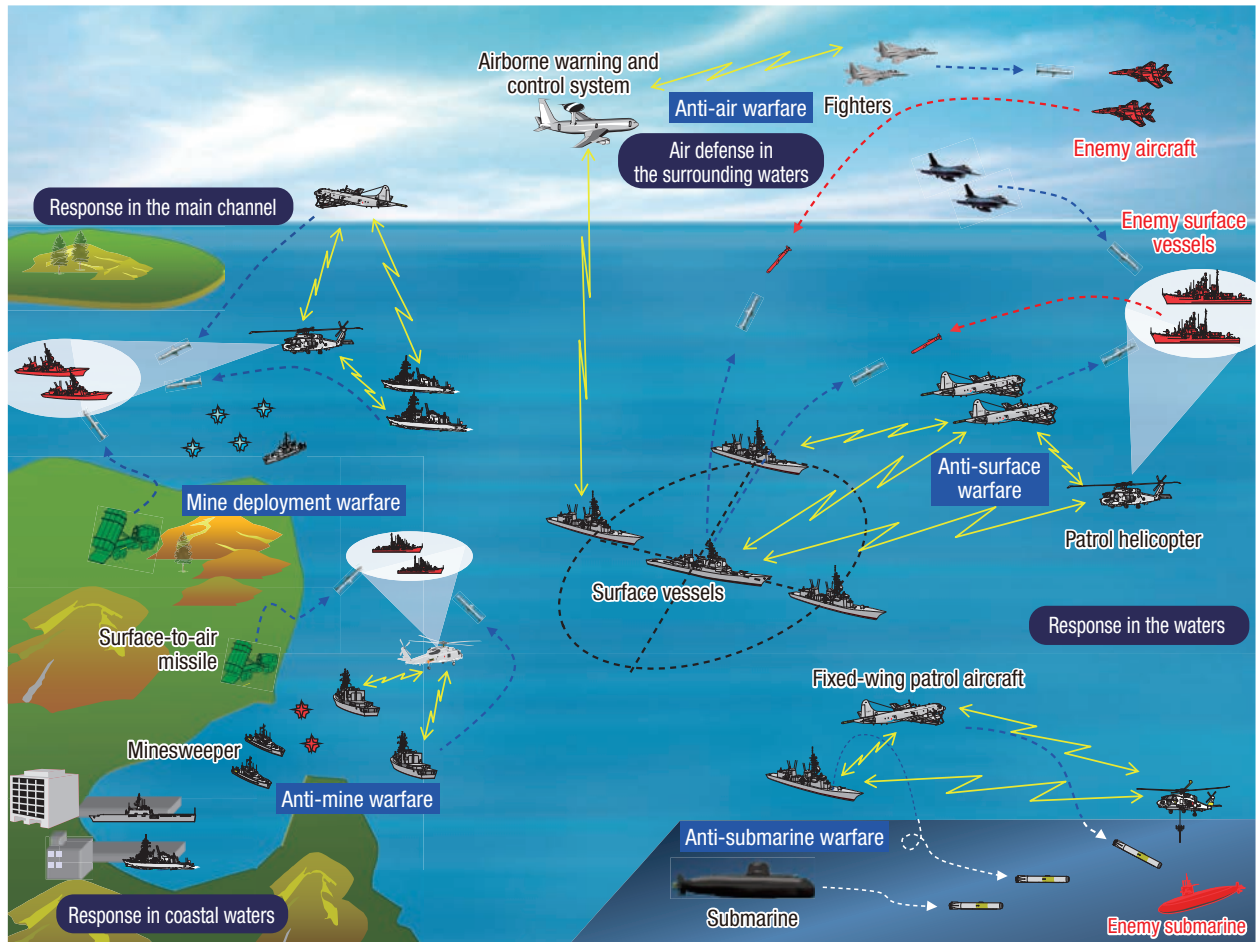 Airborne warning and
control system
Anti-air warfare
Fighters
Enemy aircraft
Air defense in
the surrounding waters
Response in the main channel
Enemy surface
vessels
Mine deployment warfare
Anti-surface
warfare
Patrol helicopter
Surface vessels
Response in the waters
Surface-to-air
missile
Fixed-wing patrol aircraft
Minesweeper
Anti-mine warfare
Anti-submarine warfare
Submarine
Enemy submarine
Response in coastal waters